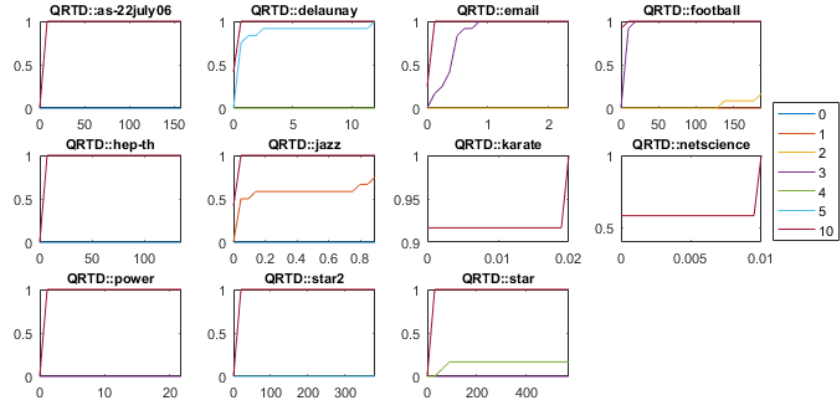 QRTD::as-22july06 QRTD::delaunay QRTD::email QRTD::football
1 1 1 1
0.5 0.5 0.5 0.5
0 0 0 0
0 50 100 150 0 5 10 0 1 2 0 50 100 150
0
1
2
3
4
5
10
QRTD::hep-th QRTD::jazz QRTD::karate QRTD::netscience
1 1 1 1
0.5 0.5 0.95 0.5
0 0 0.9
0 50 100 0 0.2 0.4 0.6 0.8 0 0.01 0.02 0 0.005 0.01
QRTD::power QRTD::star2 QRTD::star
1 1 1
0.5 0.5 0.5
0 0 0
0 10 20 0 100 200 300 0 200 400